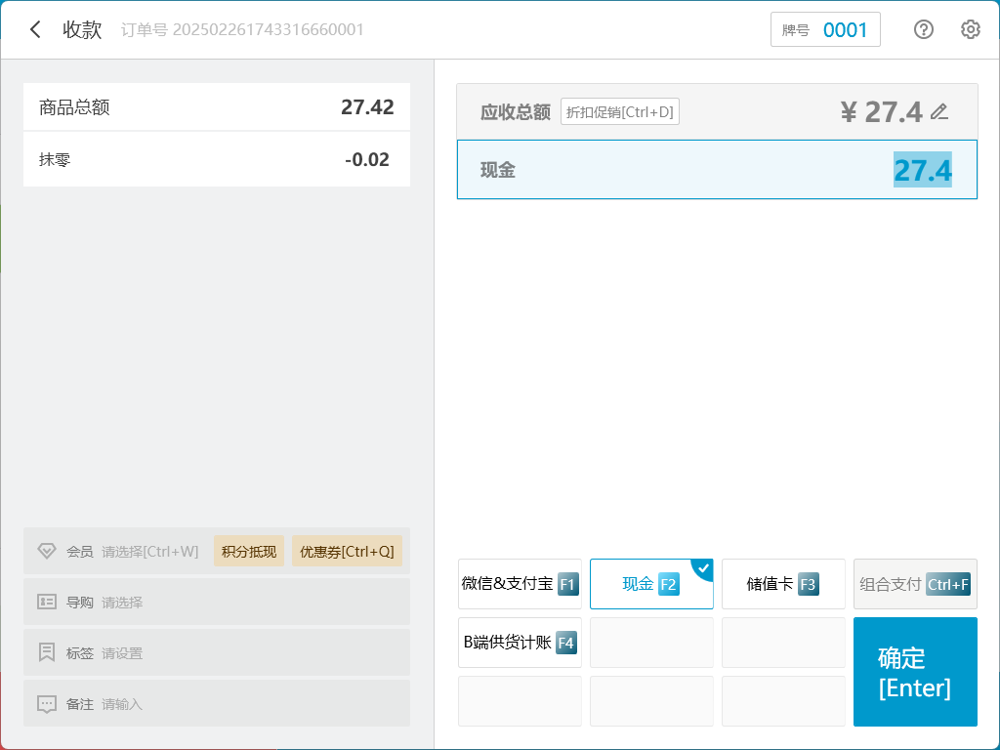 收款 订单号 202502261743316660001 牌号 0001
商品总额 27.42
抹零 -0.02
应收总额 折扣促销[Ctrl+D] ¥ 27.4
现金 27.4
会员 请选择[Ctrl+W] 积分抵现 优惠券[Ctrl+Q]
导购 请选择
标签 请设置
备注 请输入
微信&支付宝 F1 现金 F2 储值卡 F3 组合支付 Ctrl+F
B端供货计账 F4
确定
[Enter]